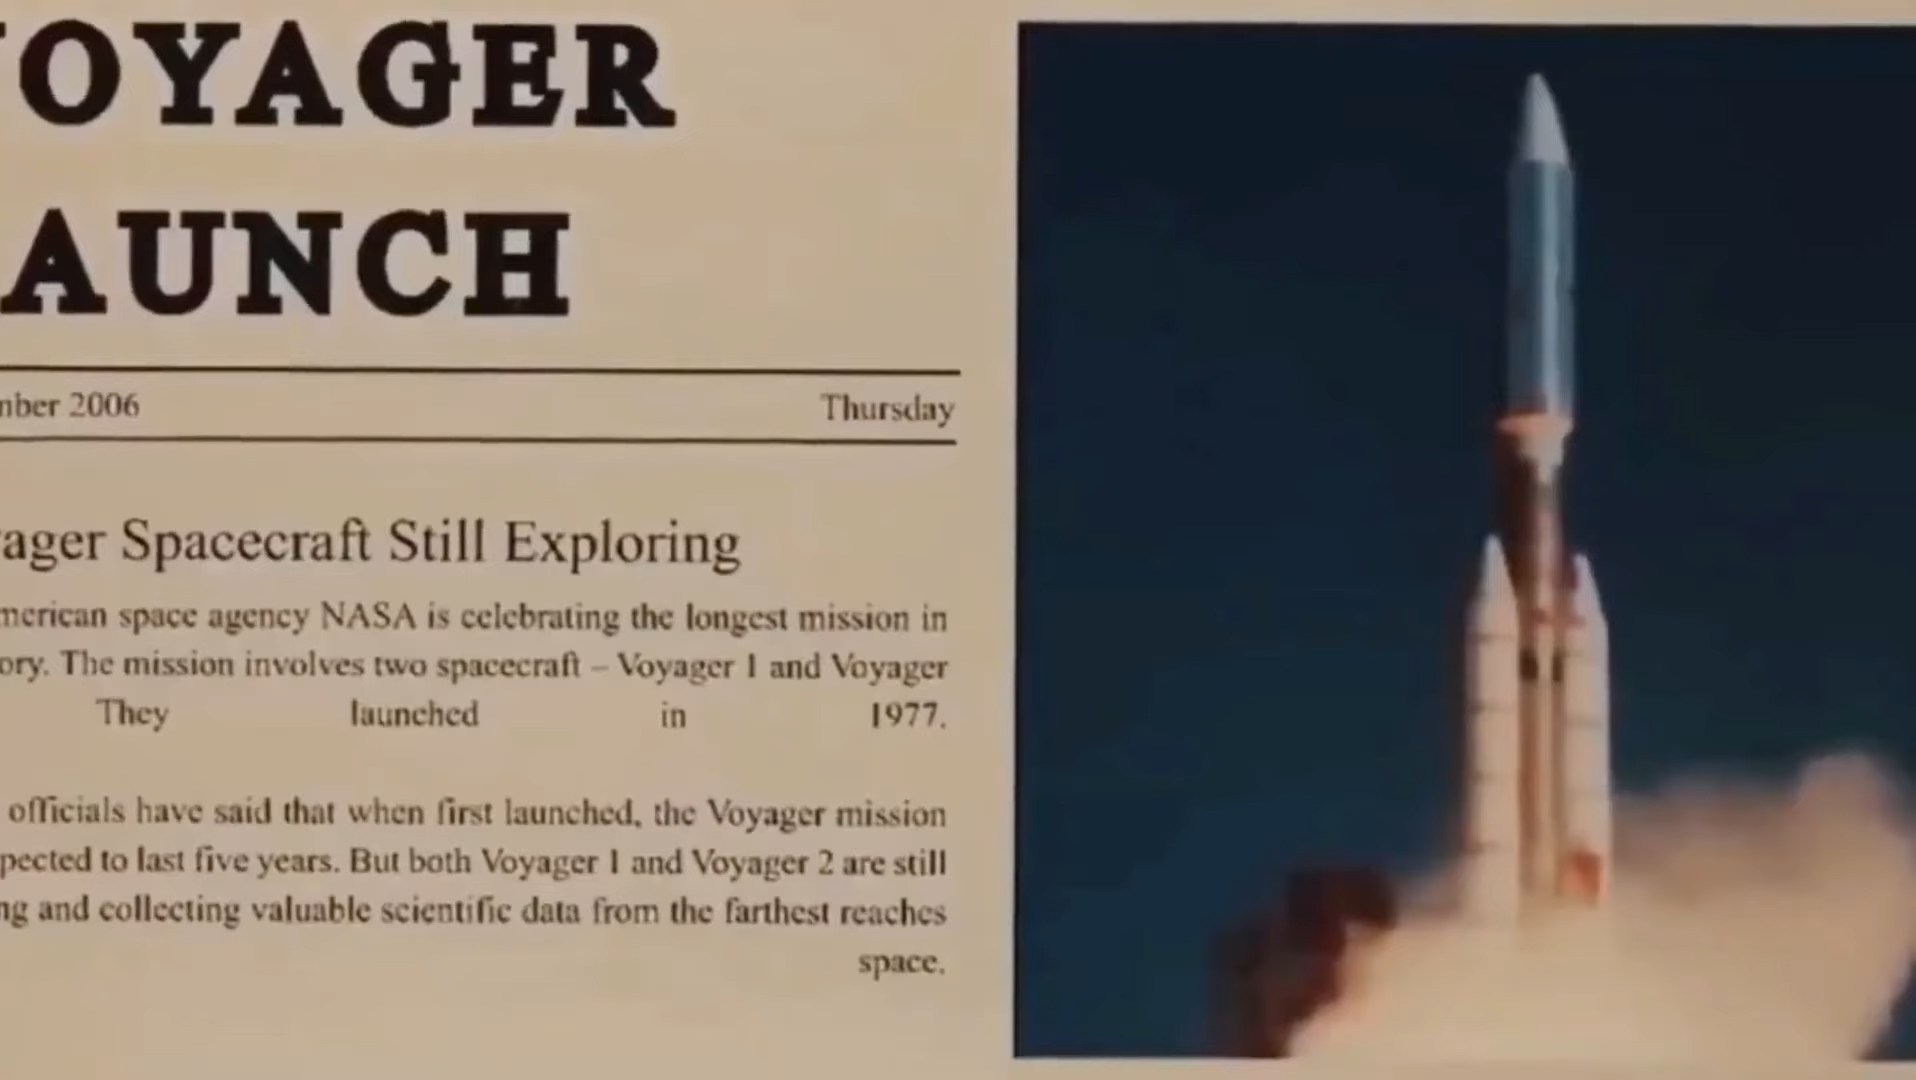 OYAGER
AUNCH
mber 2006 Thursday
ager Spacecraft Still Exploring
merican space agency NASA is celebrating the longest mission in
ory. The mission involves two spacecraft – Voyager 1 and Voyager
They launched in 1977.
officials have said that when first launched, the Voyager mission
pected to last five years. But both Voyager 1 and Voyager 2 are still
ng and collecting valuable scientific data from the farthest reaches
space.